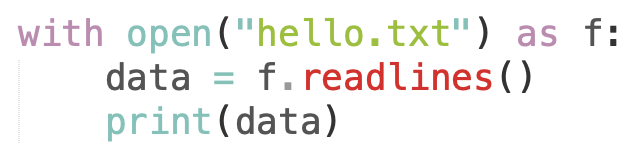 with open("hello.txt") as f:
    data = f.readlines()
    print(data)